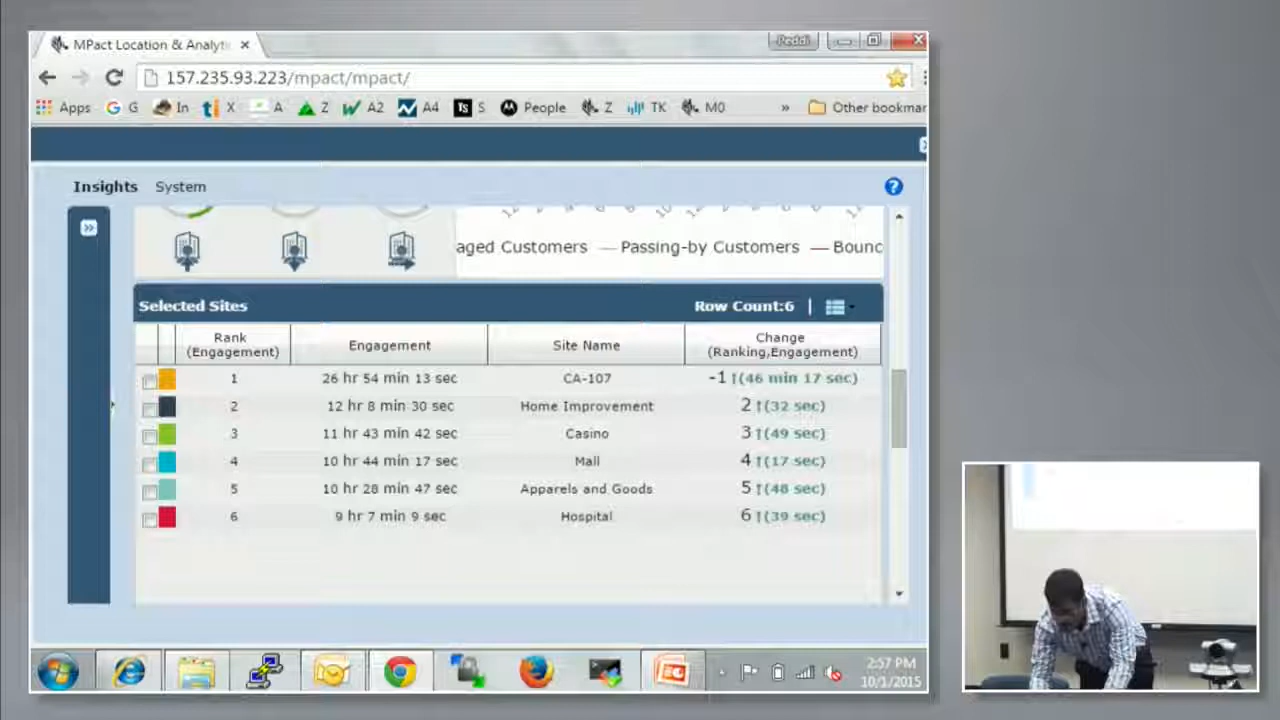 MPact Location & Analyt
Peddi
157.235.93.223/mpact/mpact/
Apps G In X A Z A2 A4 TS S People Z TK M0 » Other bookmar
Insights System
aged Customers — Passing-by Customers — Bounc
Selected Sites Row Count:6 |
Rank (Engagement) Engagement Site Name Change (Ranking,Engagement)
1 26 hr 54 min 13 sec CA-107 -1 ↑(46 min 17 sec)
2 12 hr 8 min 30 sec Home Improvement 2 ↑(32 sec)
3 11 hr 43 min 42 sec Casino 3 ↑(49 sec)
4 10 hr 44 min 17 sec Mall 4 ↑(17 sec)
5 10 hr 28 min 47 sec Apparels and Goods 5 ↑(48 sec)
6 9 hr 7 min 9 sec Hospital 6 ↑(39 sec)
2:57 PM
10/1/2015